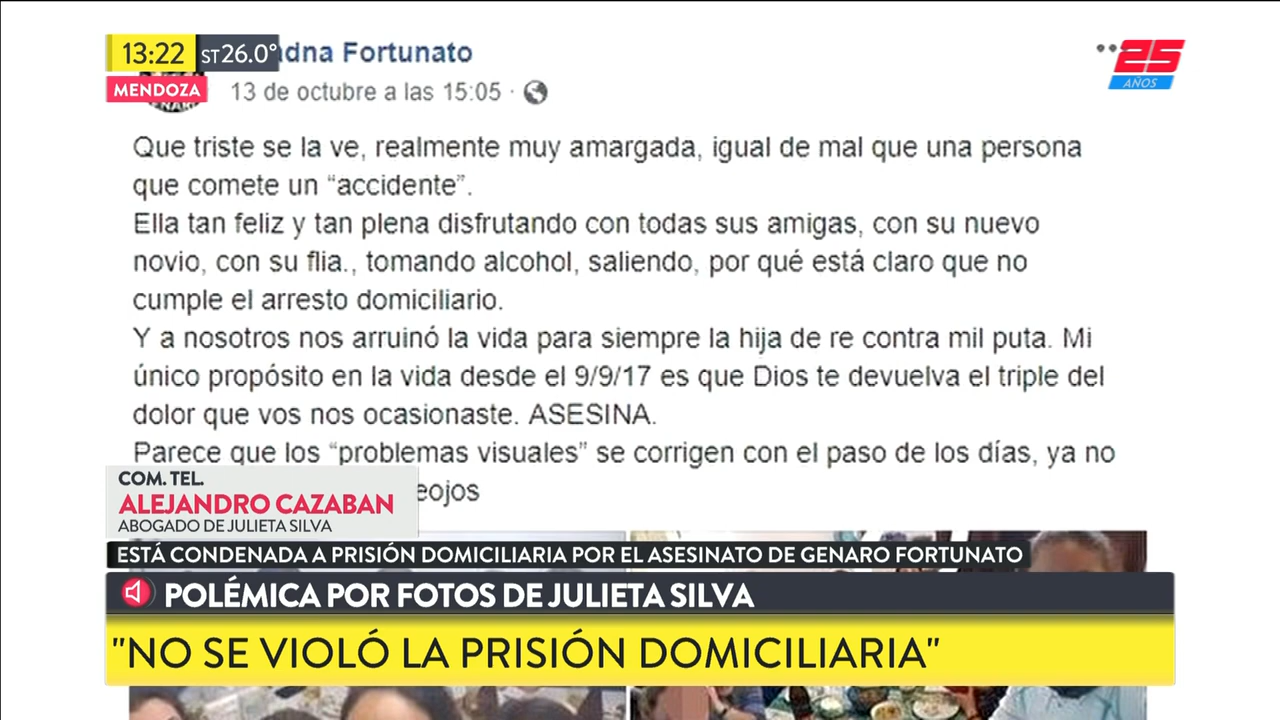 13:22 ST 26.0°
MENDOZA
dna Fortunato
13 de octubre a las 15:05 ·
25
AÑOS
Que triste se la ve, realmente muy amargada, igual de mal que una persona
que comete un “accidente”.
Ella tan feliz y tan plena disfrutando con todas sus amigas, con su nuevo
novio, con su flia., tomando alcohol, saliendo, por qué está claro que no
cumple el arresto domiciliario.
Y a nosotros nos arruinó la vida para siempre la hija de re contra mil puta. Mi
único propósito en la vida desde el 9/9/17 es que Dios te devuelva el triple del
dolor que vos nos ocasionaste. ASESINA.
Parece que los “problemas visuales” se corrigen con el paso de los días, ya no
eojos
COM. TEL.
ALEJANDRO CAZABAN
ABOGADO DE JULIETA SILVA
ESTÁ CONDENADA A PRISIÓN DOMICILIARIA POR EL ASESINATO DE GENARO FORTUNATO
POLÉMICA POR FOTOS DE JULIETA SILVA
"NO SE VIOLÓ LA PRISIÓN DOMICILIARIA"